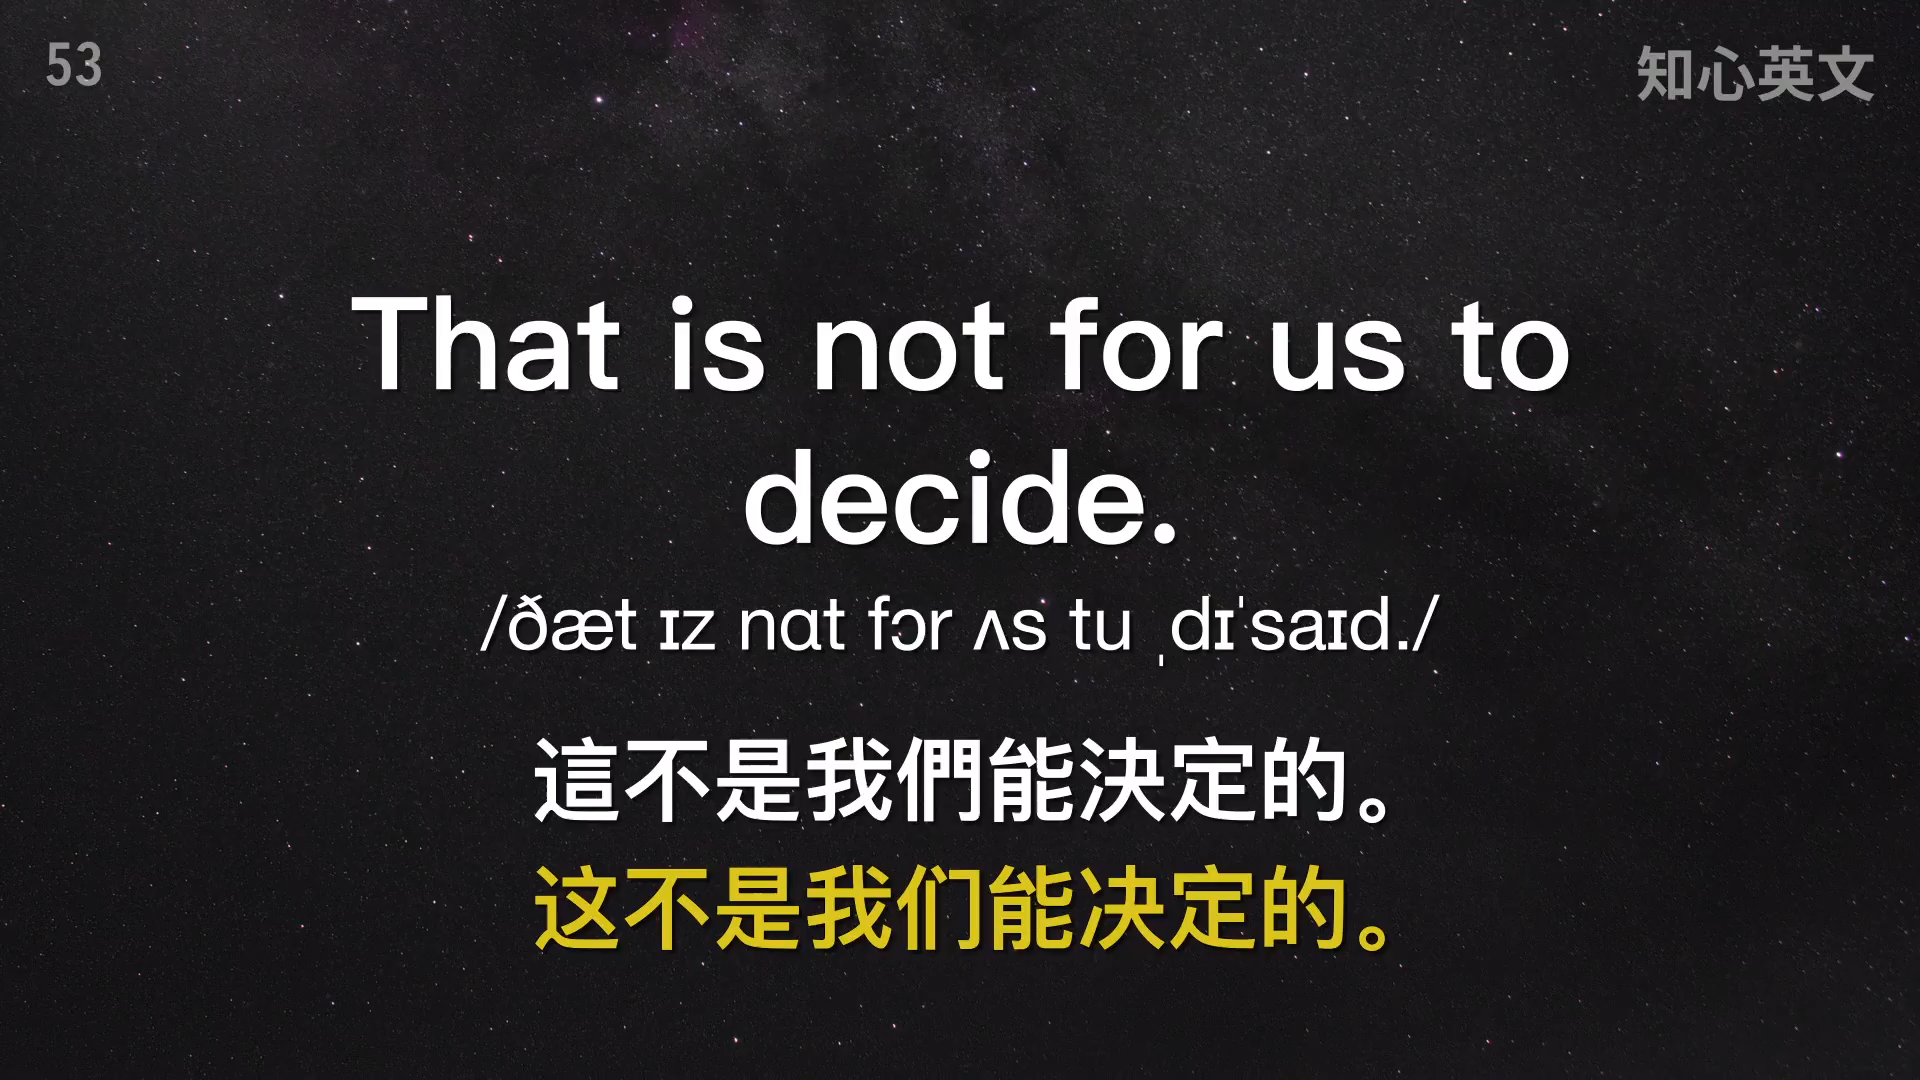 53
知心英文
That is not for us to
decide.
/ðæt ɪz nɑt fɔr ʌs tu ˌdɪˈsaɪd./
這不是我們能決定的。
这不是我们能决定的。